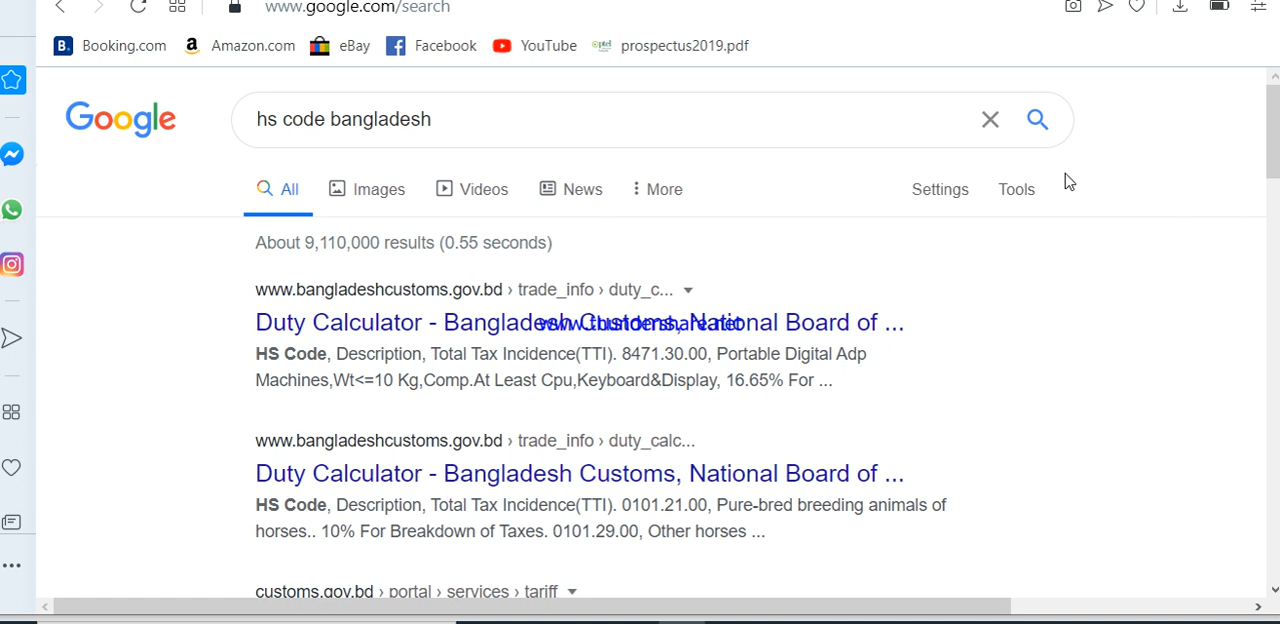 www.google.com/search
Booking.com Amazon.com eBay Facebook YouTube prospectus2019.pdf
Google hs code bangladesh
All Images Videos News More Settings Tools
About 9,110,000 results (0.55 seconds)
www.bangladeshcustoms.gov.bd › trade_info › duty_c...
Duty Calculator - Bangladesh Customs, National Board of ...
www.thundershare.net
HS Code, Description, Total Tax Incidence(TTI). 8471.30.00, Portable Digital Adp
Machines,Wt<=10 Kg,Comp.At Least Cpu,Keyboard&Display, 16.65% For ...
www.bangladeshcustoms.gov.bd › trade_info › duty_calc...
Duty Calculator - Bangladesh Customs, National Board of ...
HS Code, Description, Total Tax Incidence(TTI). 0101.21.00, Pure-bred breeding animals of
horses.. 10% For Breakdown of Taxes. 0101.29.00, Other horses ...
customs.gov.bd › portal › services › tariff